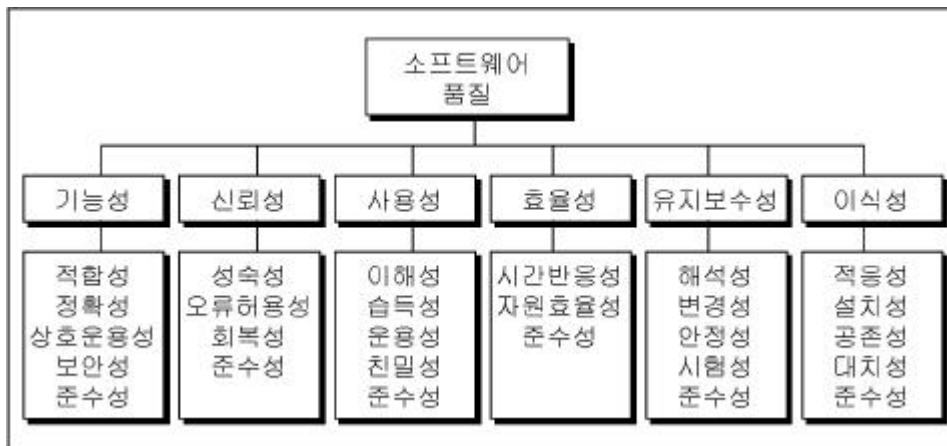 소프트웨어
품질
기능성
신뢰성
사용성
효율성
유지보수성
이식성
적합성
정확성
상호운용성
보안성
준수성
성숙성
오류허용성
회복성
준수성
이해성
습득성
운용성
친밀성
준수성
시간반응성
자원효율성
준수성
해석성
변경성
안정성
시험성
준수성
적응성
설치성
공존성
대치성
준수성